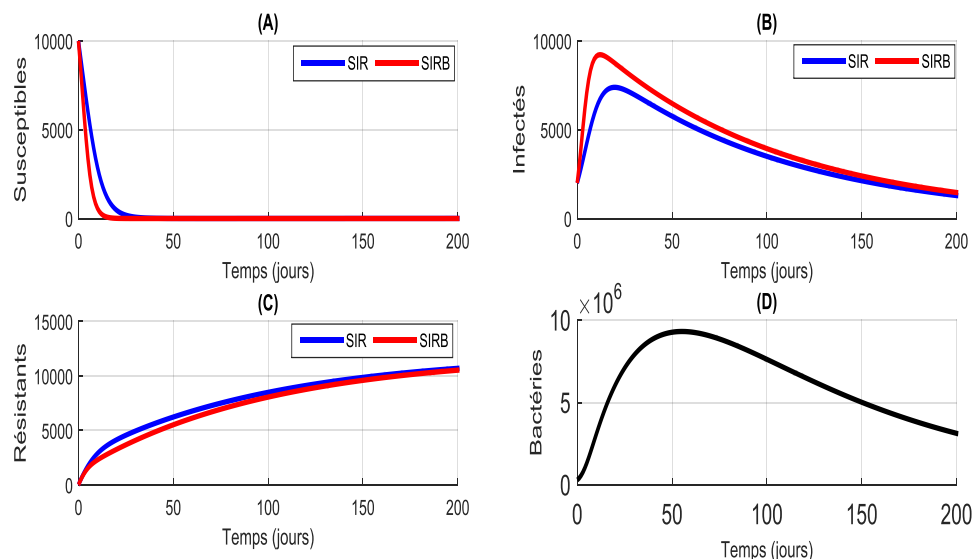 (A)
10000
5000
0
0
50
100
150
200
Susceptibles
Temps (jours)
SIR
SIRB
(B)
10000
5000
0
0
50
100
150
200
Infectés
Temps (jours)
SIR
SIRB
(C)
15000
10000
5000
0
0
50
100
150
200
Résistants
Temps (jours)
SIR
SIRB
(D)
×10⁶
10
5
0
0
50
100
150
200
Bactéries
Temps (jours)